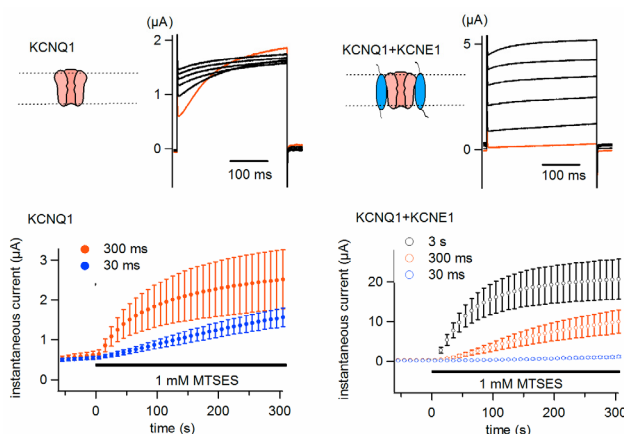 KCNQ1
(µA)
2
1
0
100 ms
KCNQ1+KCNE1
(µA)
5
0
100 ms
KCNQ1
300 ms
30 ms
instantaneous current (µA)
3
2
1
0
0
100
200
300
1 mM MTSES
time (s)
KCNQ1+KCNE1
3 s
300 ms
30 ms
instantaneous current (µA)
20
10
0
0
100
200
300
1 mM MTSES
time (s)